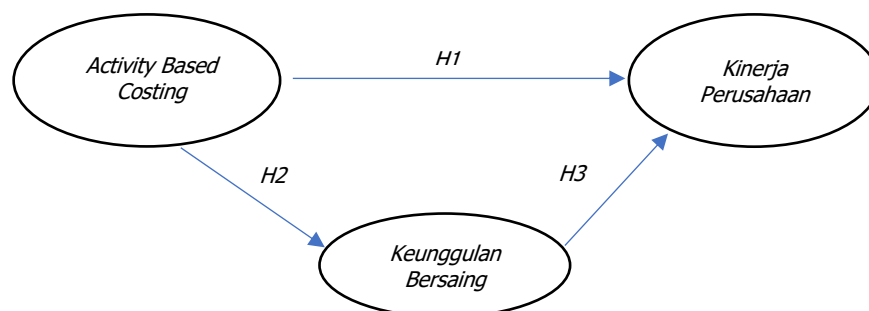 Activity Based
Costing
H1
Kinerja
Perusahaan
H2
H3
Keunggulan
Bersaing